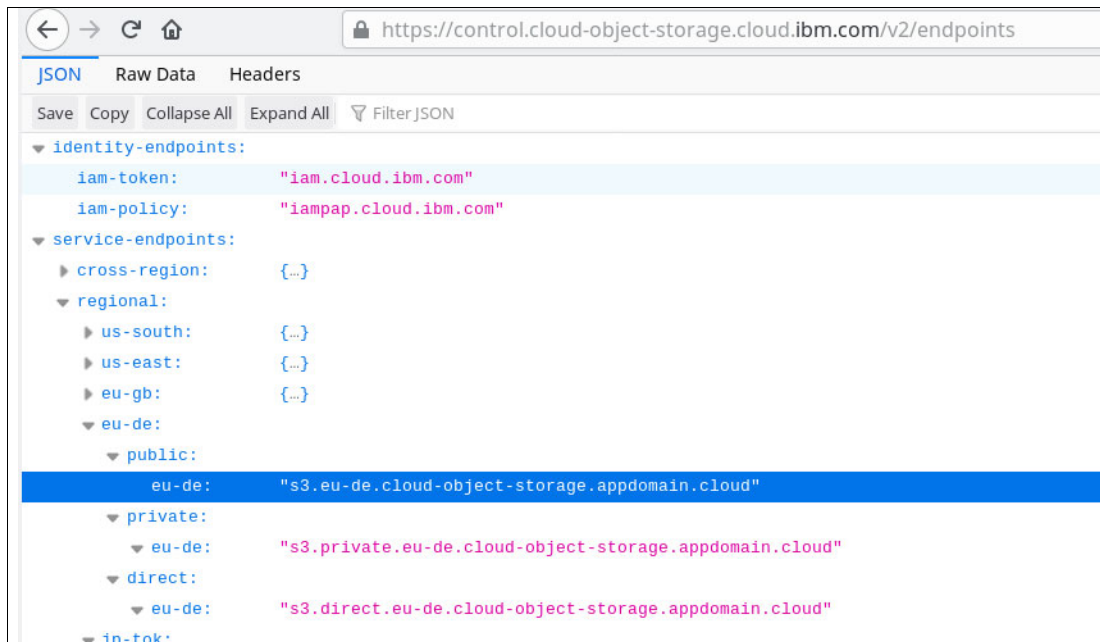 https://control.cloud-object-storage.cloud.ibm.com/v2/endpoints
JSON Raw Data Headers
Save Copy Collapse All Expand All Filter JSON
identity-endpoints:
iam-token: "iam.cloud.ibm.com"
iam-policy: "iampap.cloud.ibm.com"
service-endpoints:
cross-region: {…}
regional:
us-south: {…}
us-east: {…}
eu-gb: {…}
eu-de:
public:
eu-de: "s3.eu-de.cloud-object-storage.appdomain.cloud"
private:
eu-de: "s3.private.eu-de.cloud-object-storage.appdomain.cloud"
direct:
eu-de: "s3.direct.eu-de.cloud-object-storage.appdomain.cloud"
jp-tok: